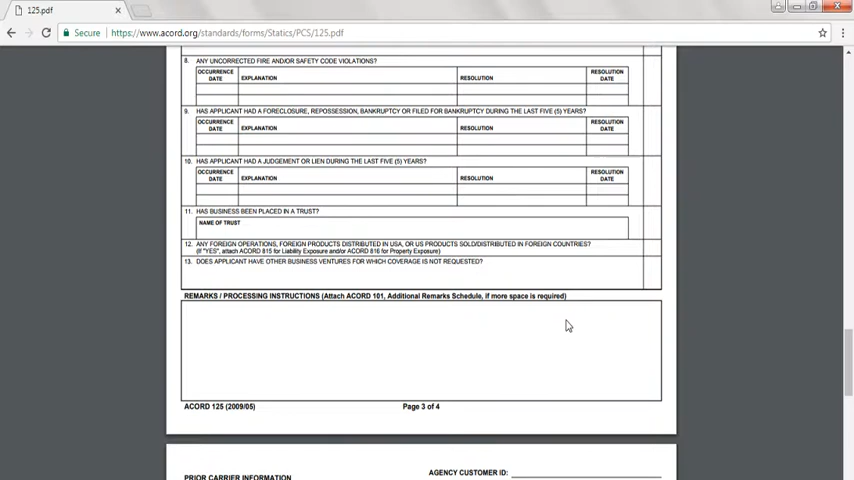 125.pdf
Secure https://www.acord.org/standards/forms/Statics/PCS/125.pdf
8. ANY UNCORRECTED FIRE AND/OR SAFETY CODE VIOLATIONS?
OCCURRENCE DATE EXPLANATION RESOLUTION RESOLUTION DATE
9. HAS APPLICANT HAD A FORECLOSURE, REPOSSESSION, BANKRUPTCY OR FILED FOR BANKRUPTCY DURING THE LAST FIVE (5) YEARS?
OCCURRENCE DATE EXPLANATION RESOLUTION RESOLUTION DATE
10. HAS APPLICANT HAD A JUDGEMENT OR LIEN DURING THE LAST FIVE (5) YEARS?
OCCURRENCE DATE EXPLANATION RESOLUTION RESOLUTION DATE
11. HAS BUSINESS BEEN PLACED IN A TRUST?
NAME OF TRUST
12. ANY FOREIGN OPERATIONS, FOREIGN PRODUCTS DISTRIBUTED IN USA, OR US PRODUCTS SOLD/DISTRIBUTED IN FOREIGN COUNTRIES?
(If "YES", attach ACORD 815 for Liability Exposure and/or ACORD 816 for Property Exposure)
13. DOES APPLICANT HAVE OTHER BUSINESS VENTURES FOR WHICH COVERAGE IS NOT REQUESTED?
REMARKS / PROCESSING INSTRUCTIONS (Attach ACORD 101, Additional Remarks Schedule, if more space is required)
ACORD 125 (2009/05) Page 3 of 4
AGENCY CUSTOMER ID:
PRIOR CARRIER INFORMATION